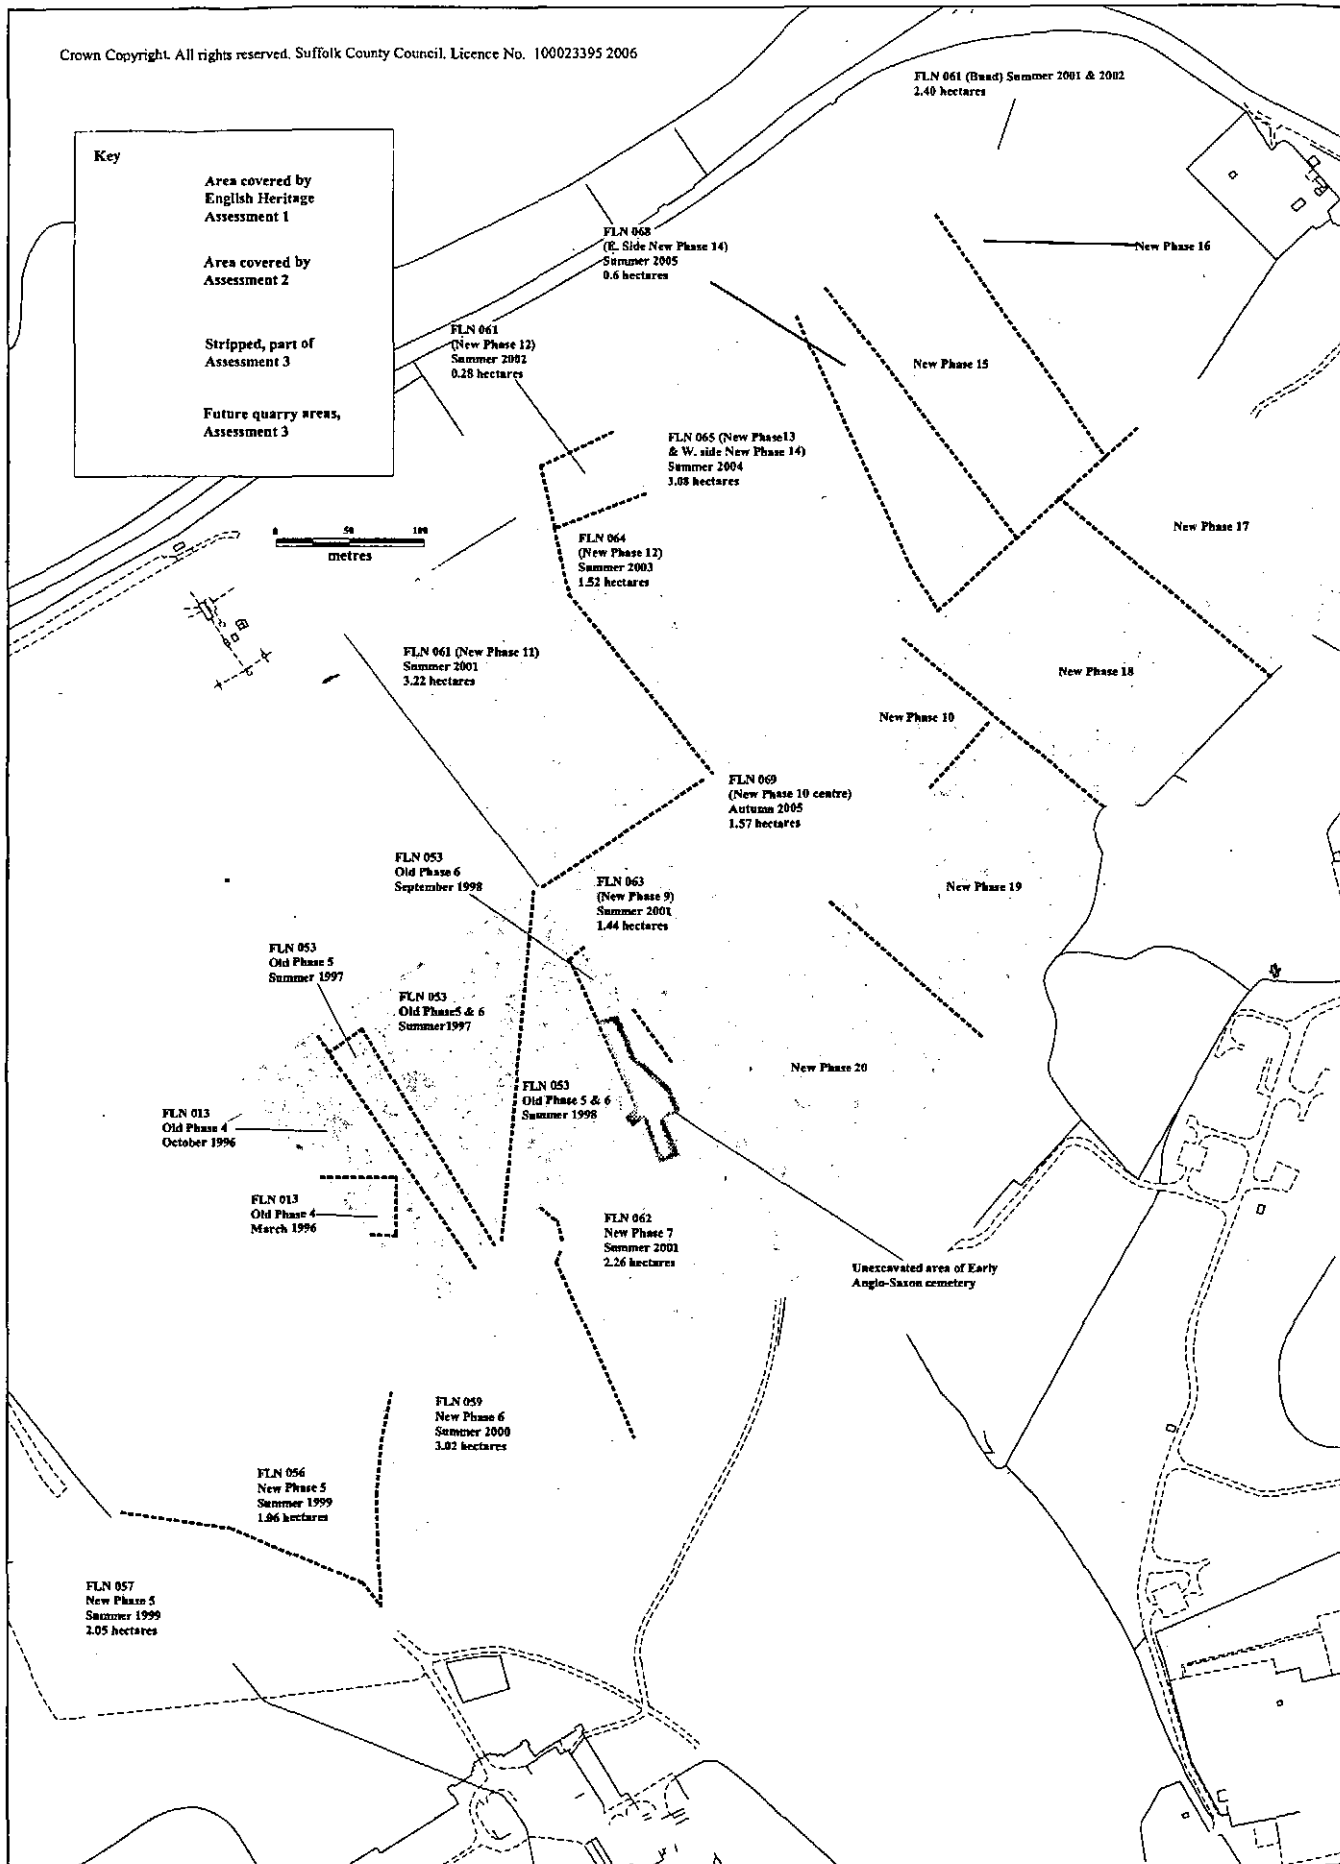 Crown Copyright. All rights reserved. Suffolk County Council. Licence No. 100023395 2006
FLN 061 (Bund) Summer 2001 & 2002
2.40 hectares
Key
Area covered by
English Heritage
Assessment 1
Area covered by
Assessment 2
Stripped, part of
Assessment 3
Future quarry areas,
Assessment 3
FLN 068
(E. Side New Phase 14)
Summer 2005
0.6 hectares
New Phase 16
FLN 061
(New Phase 12)
Summer 2002
0.28 hectares
New Phase 15
FLN 065 (New Phase13
& W. side New Phase 14)
Summer 2004
3.08 hectares
0 50 100
metres
New Phase 17
FLN 064
(New Phase 12)
Summer 2003
1.52 hectares
FLN 061 (New Phase 11)
Summer 2001
3.22 hectares
New Phase 18
New Phase 10
FLN 069
(New Phase 10 centre)
Autumn 2005
1.57 hectares
FLN 053
Old Phase 6
September 1998
FLN 063
(New Phase 9)
Summer 2001
1.44 hectares
New Phase 19
FLN 053
Old Phase 5
Summer 1997
FLN 053
Old Phase5 & 6
Summer1997
New Phase 20
FLN 053
Old Phase 5 & 6
Summer 1998
FLN 013
Old Phase 4
October 1996
FLN 013
Old Phase 4
March 1996
FLN 062
New Phase 7
Summer 2001
2.26 hectares
Unexcavated area of Early
Anglo-Saxon cemetery
FLN 059
New Phase 6
Summer 2000
3.02 hectares
FLN 056
New Phase 5
Summer 1999
1.06 hectares
FLN 057
New Phase 5
Summer 1999
2.05 hectares